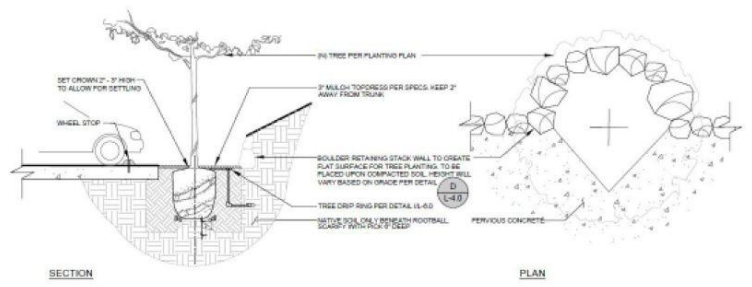 (N) TREE PER PLANTING PLAN
SET CROWN 2" - 3" HIGH
TO ALLOW FOR SETTLING
3" MULCH TOPDRESS PER SPECS. KEEP 2"
AWAY FROM TRUNK
WHEEL STOP
BOULDER RETAINING STACK WALL TO CREATE
FLAT SURFACE FOR TREE PLANTING. TO BE
PLACED UPON COMPACTED SOIL. HEIGHT WILL
VARY BASED ON GRADE PER DETAIL
D
L-4.0
TREE DRIP RING PER DETAIL I/L-6.0
NATIVE SOIL ONLY BENEATH ROOTBALL.
SCARIFY WITH PICK 6" DEEP
PERVIOUS CONCRETE
SECTION
PLAN